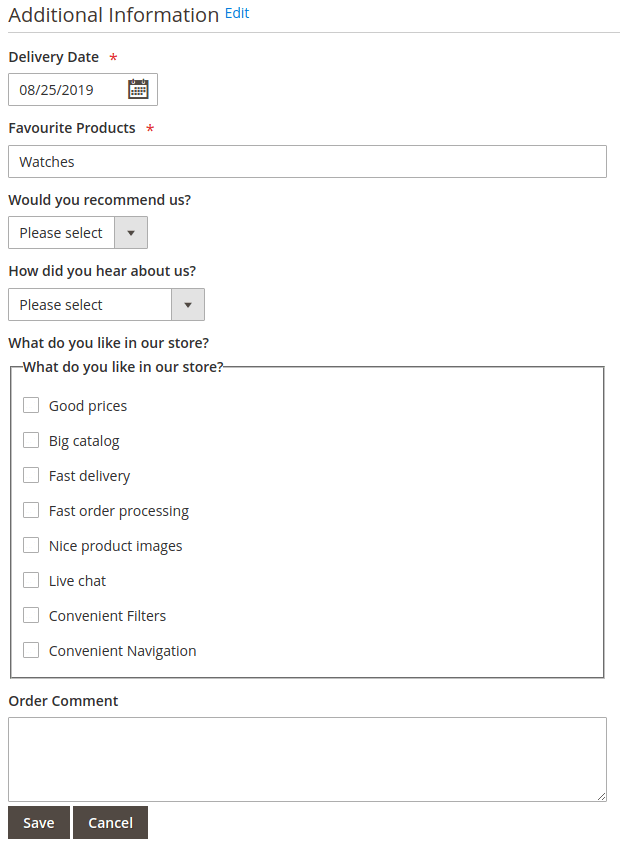 Additional Information Edit
Delivery Date *
08/25/2019
Favourite Products *
Watches
Would you recommend us?
Please select
How did you hear about us?
Please select
What do you like in our store?
What do you like in our store?
Good prices
Big catalog
Fast delivery
Fast order processing
Nice product images
Live chat
Convenient Filters
Convenient Navigation
Order Comment
Save Cancel